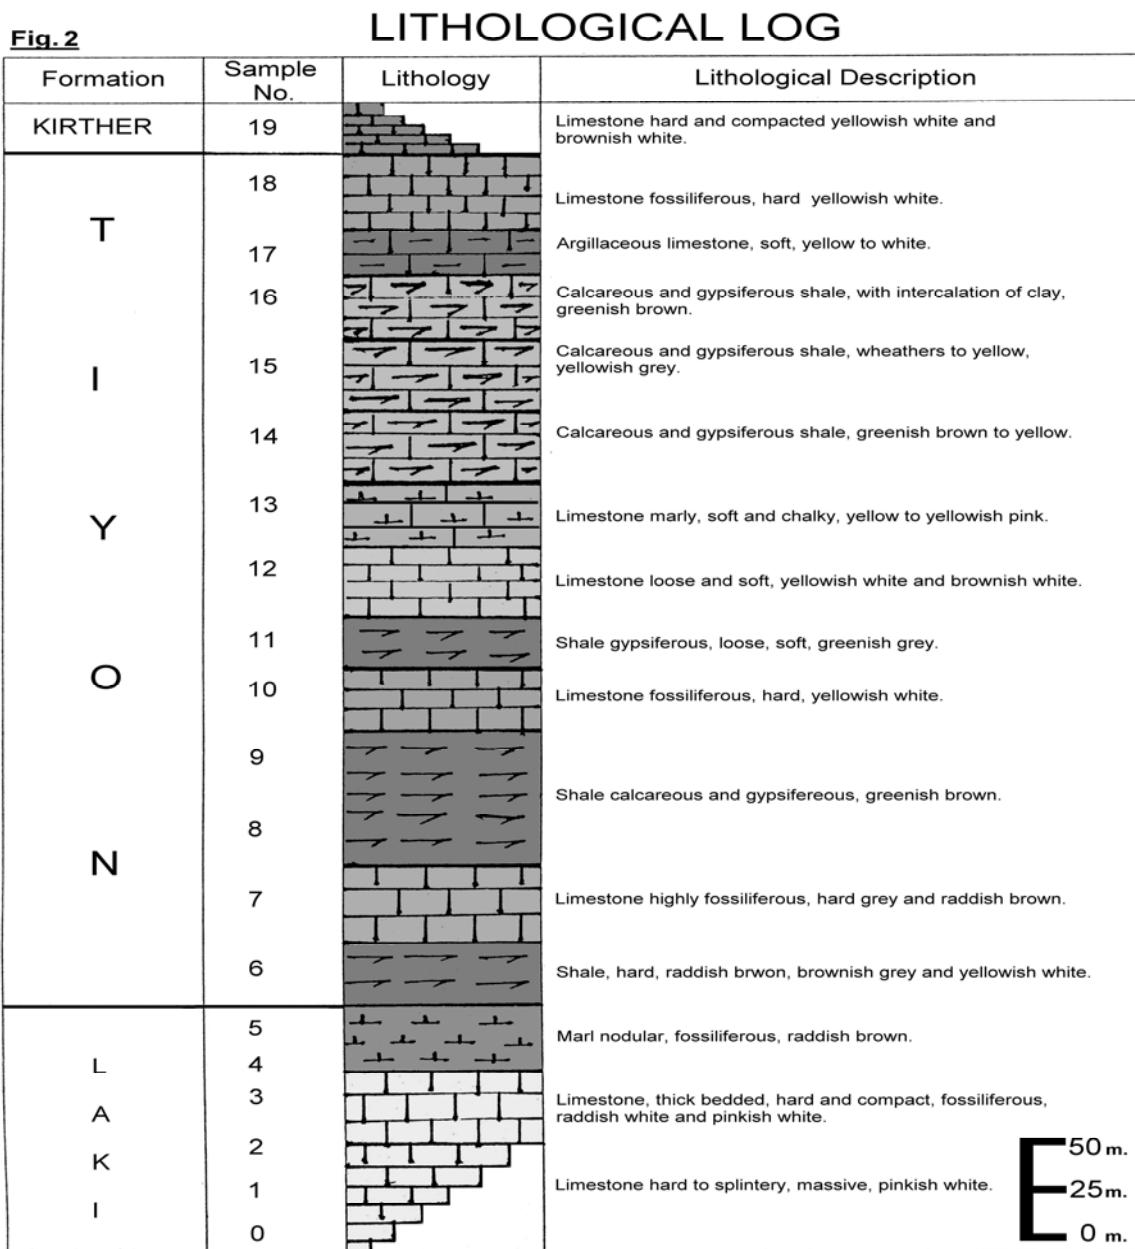 Fig. 2
LITHOLOGICAL LOG
Formation
Sample No.
Lithology
Lithological Description
KIRTHER
19
Limestone hard and compacted yellowish white and
brownish white.
T
I
Y
O
N
18
Limestone fossiliferous, hard yellowish white.
17
Argillaceous limestone, soft, yellow to white.
16
Calcareous and gypsiferous shale, with intercalation of clay,
greenish brown.
15
Calcareous and gypsiferous shale, wheathers to yellow,
yellowish grey.
14
Calcareous and gypsiferous shale, greenish brown to yellow.
13
Limestone marly, soft and chalky, yellow to yellowish pink.
12
Limestone loose and soft, yellowish white and brownish white.
11
Shale gypsiferous, loose, soft, greenish grey.
10
Limestone fossiliferous, hard, yellowish white.
9
Shale calcareous and gypsifereous, greenish brown.
8
7
Limestone highly fossiliferous, hard grey and raddish brown.
6
Shale, hard, raddish brwon, brownish grey and yellowish white.
L
A
K
I
5
Marl nodular, fossiliferous, raddish brown.
4
3
Limestone, thick bedded, hard and compact, fossiliferous,
raddish white and pinkish white.
2
1
Limestone hard to splintery, massive, pinkish white.
0
50 m.
25 m.
0 m.